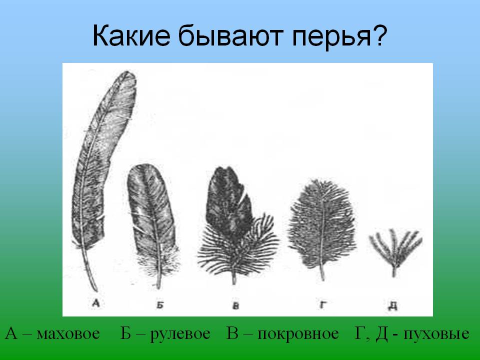 Какие бывают перья?
А Б В Г Д
А – маховое Б – рулевое В – покровное Г, Д - пуховые